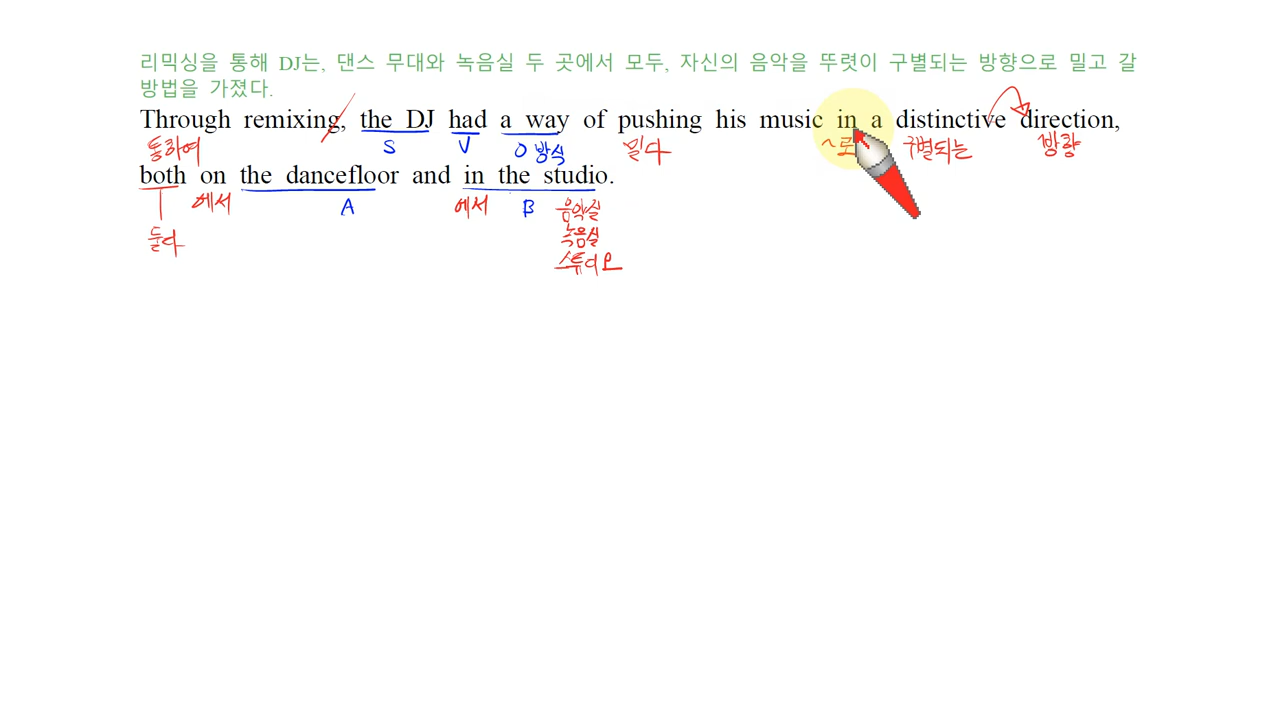 리믹싱을 통해 DJ는, 댄스 무대와 녹음실 두 곳에서 모두, 자신의 음악을 뚜렷이 구별되는 방향으로 밀고 갈
방법을 가졌다.
Through remixing, the DJ had a way of pushing his music in a distinctive direction,
통하여 S V O 방식 밀다 ~로 구별되는 방향
both on the dancefloor and in the studio.
에서 A 에서 B 음악실
둘다 녹음실
스튜디오